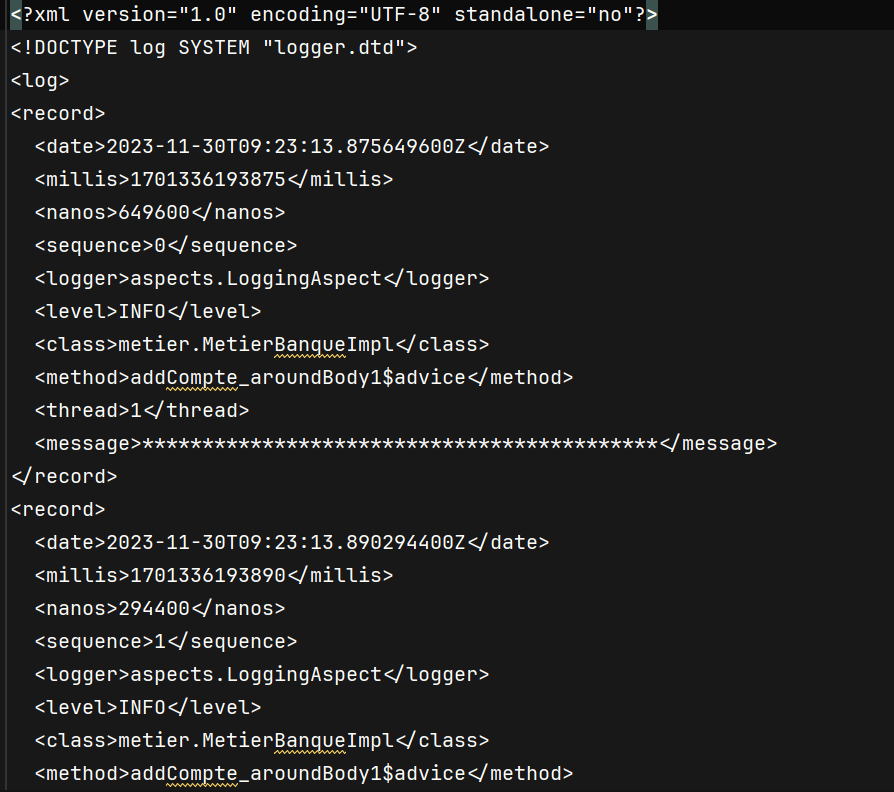 <?xml version="1.0" encoding="UTF-8" standalone="no"?>
<!DOCTYPE log SYSTEM "logger.dtd">
<log>
<record>
  <date>2023-11-30T09:23:13.875649600Z</date>
  <millis>1701336193875</millis>
  <nanos>649600</nanos>
  <sequence>0</sequence>
  <logger>aspects.LoggingAspect</logger>
  <level>INFO</level>
  <class>metier.MetierBanqueImpl</class>
  <method>addCompte_aroundBody1$advice</method>
  <thread>1</thread>
  <message>*******************************************</message>
</record>
<record>
  <date>2023-11-30T09:23:13.890294400Z</date>
  <millis>1701336193890</millis>
  <nanos>294400</nanos>
  <sequence>1</sequence>
  <logger>aspects.LoggingAspect</logger>
  <level>INFO</level>
  <class>metier.MetierBanqueImpl</class>
  <method>addCompte_aroundBody1$advice</method>